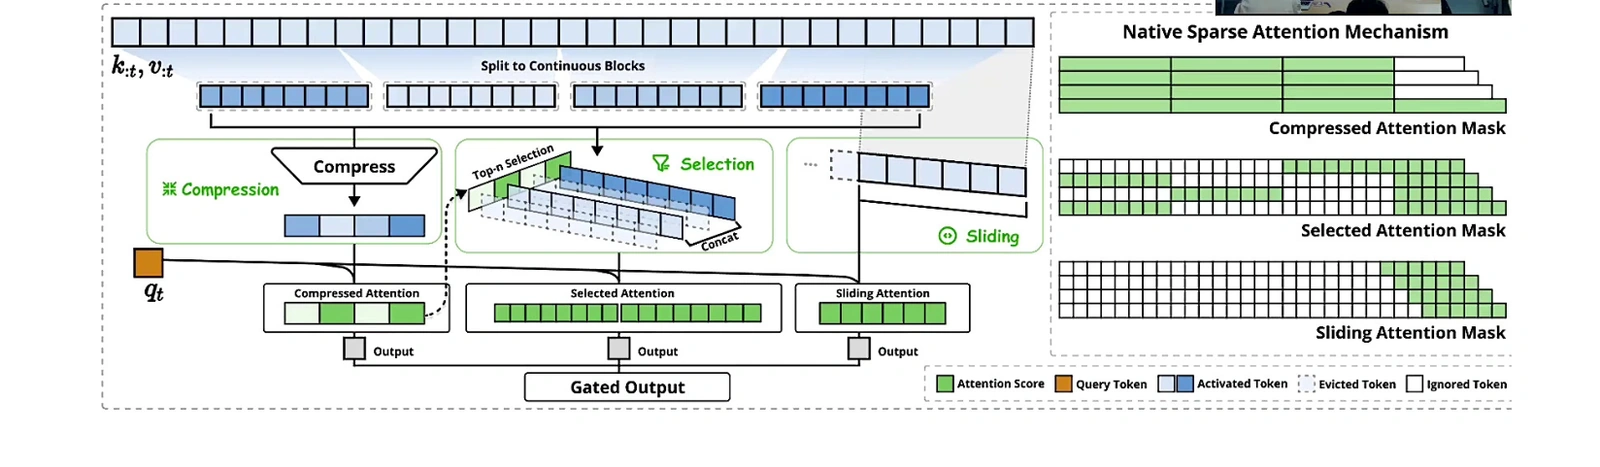 k:t, v:t
Split to Continuous Blocks
Compress
Compression
Top-n Selection
Selection
Concat
...
Sliding
qt
Compressed Attention
Selected Attention
Sliding Attention
Output
Output
Output
Gated Output
Native Sparse Attention Mechanism
Compressed Attention Mask
Selected Attention Mask
Sliding Attention Mask
Attention Score
Query Token
Activated Token
Evicted Token
Ignored Token